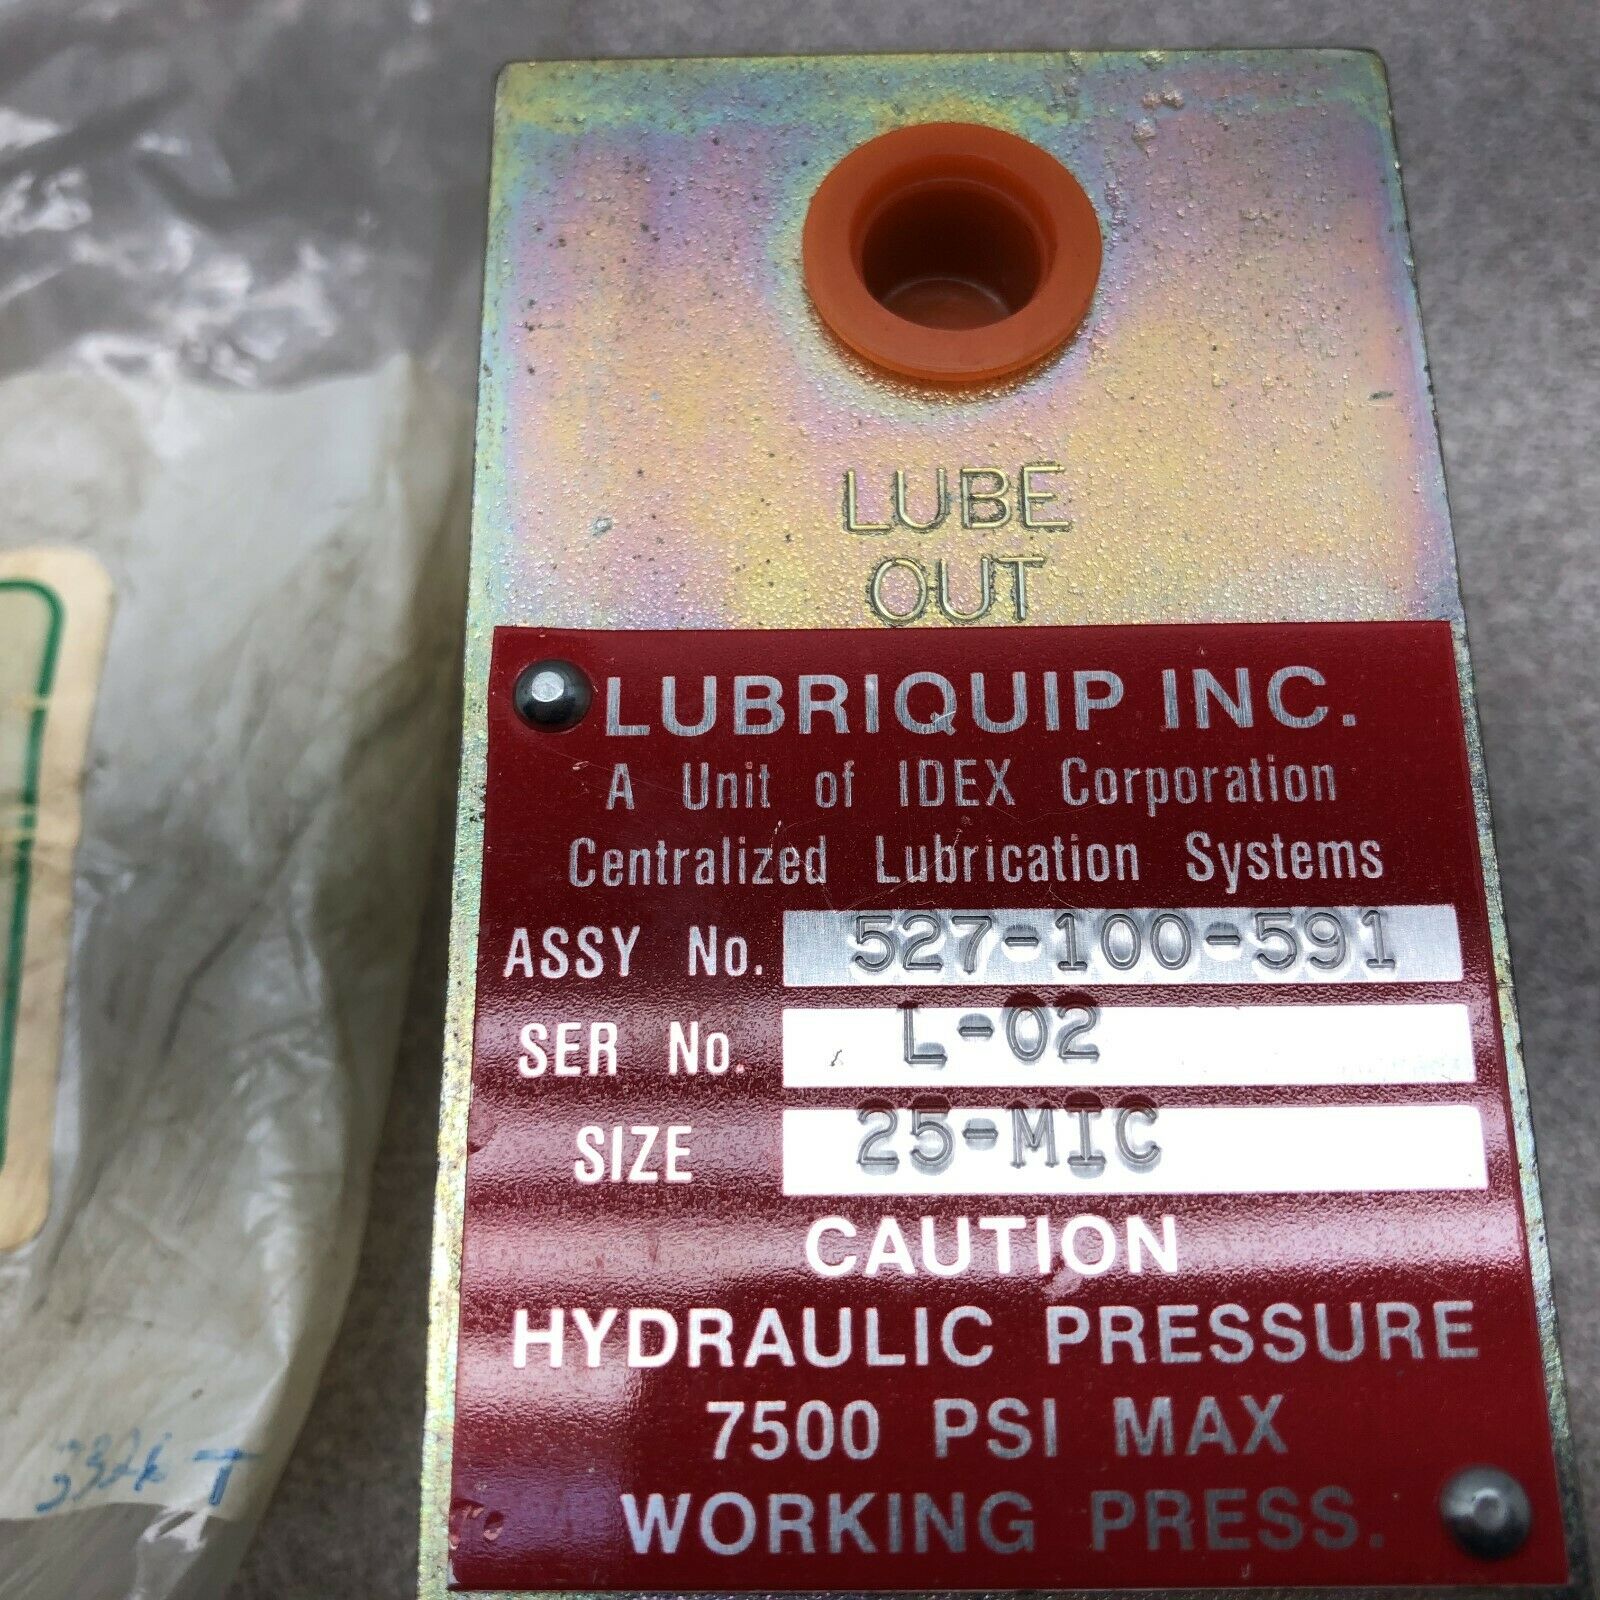 LUBE
OUT
LUBRIQUIP INC.
A Unit of IDEX Corporation
Centralized Lubrication Systems
ASSY No. 527-100-591
SER No. L-02
SIZE 25-MIC
CAUTION
HYDRAULIC PRESSURE
7500 PSI MAX
WORKING PRESS.